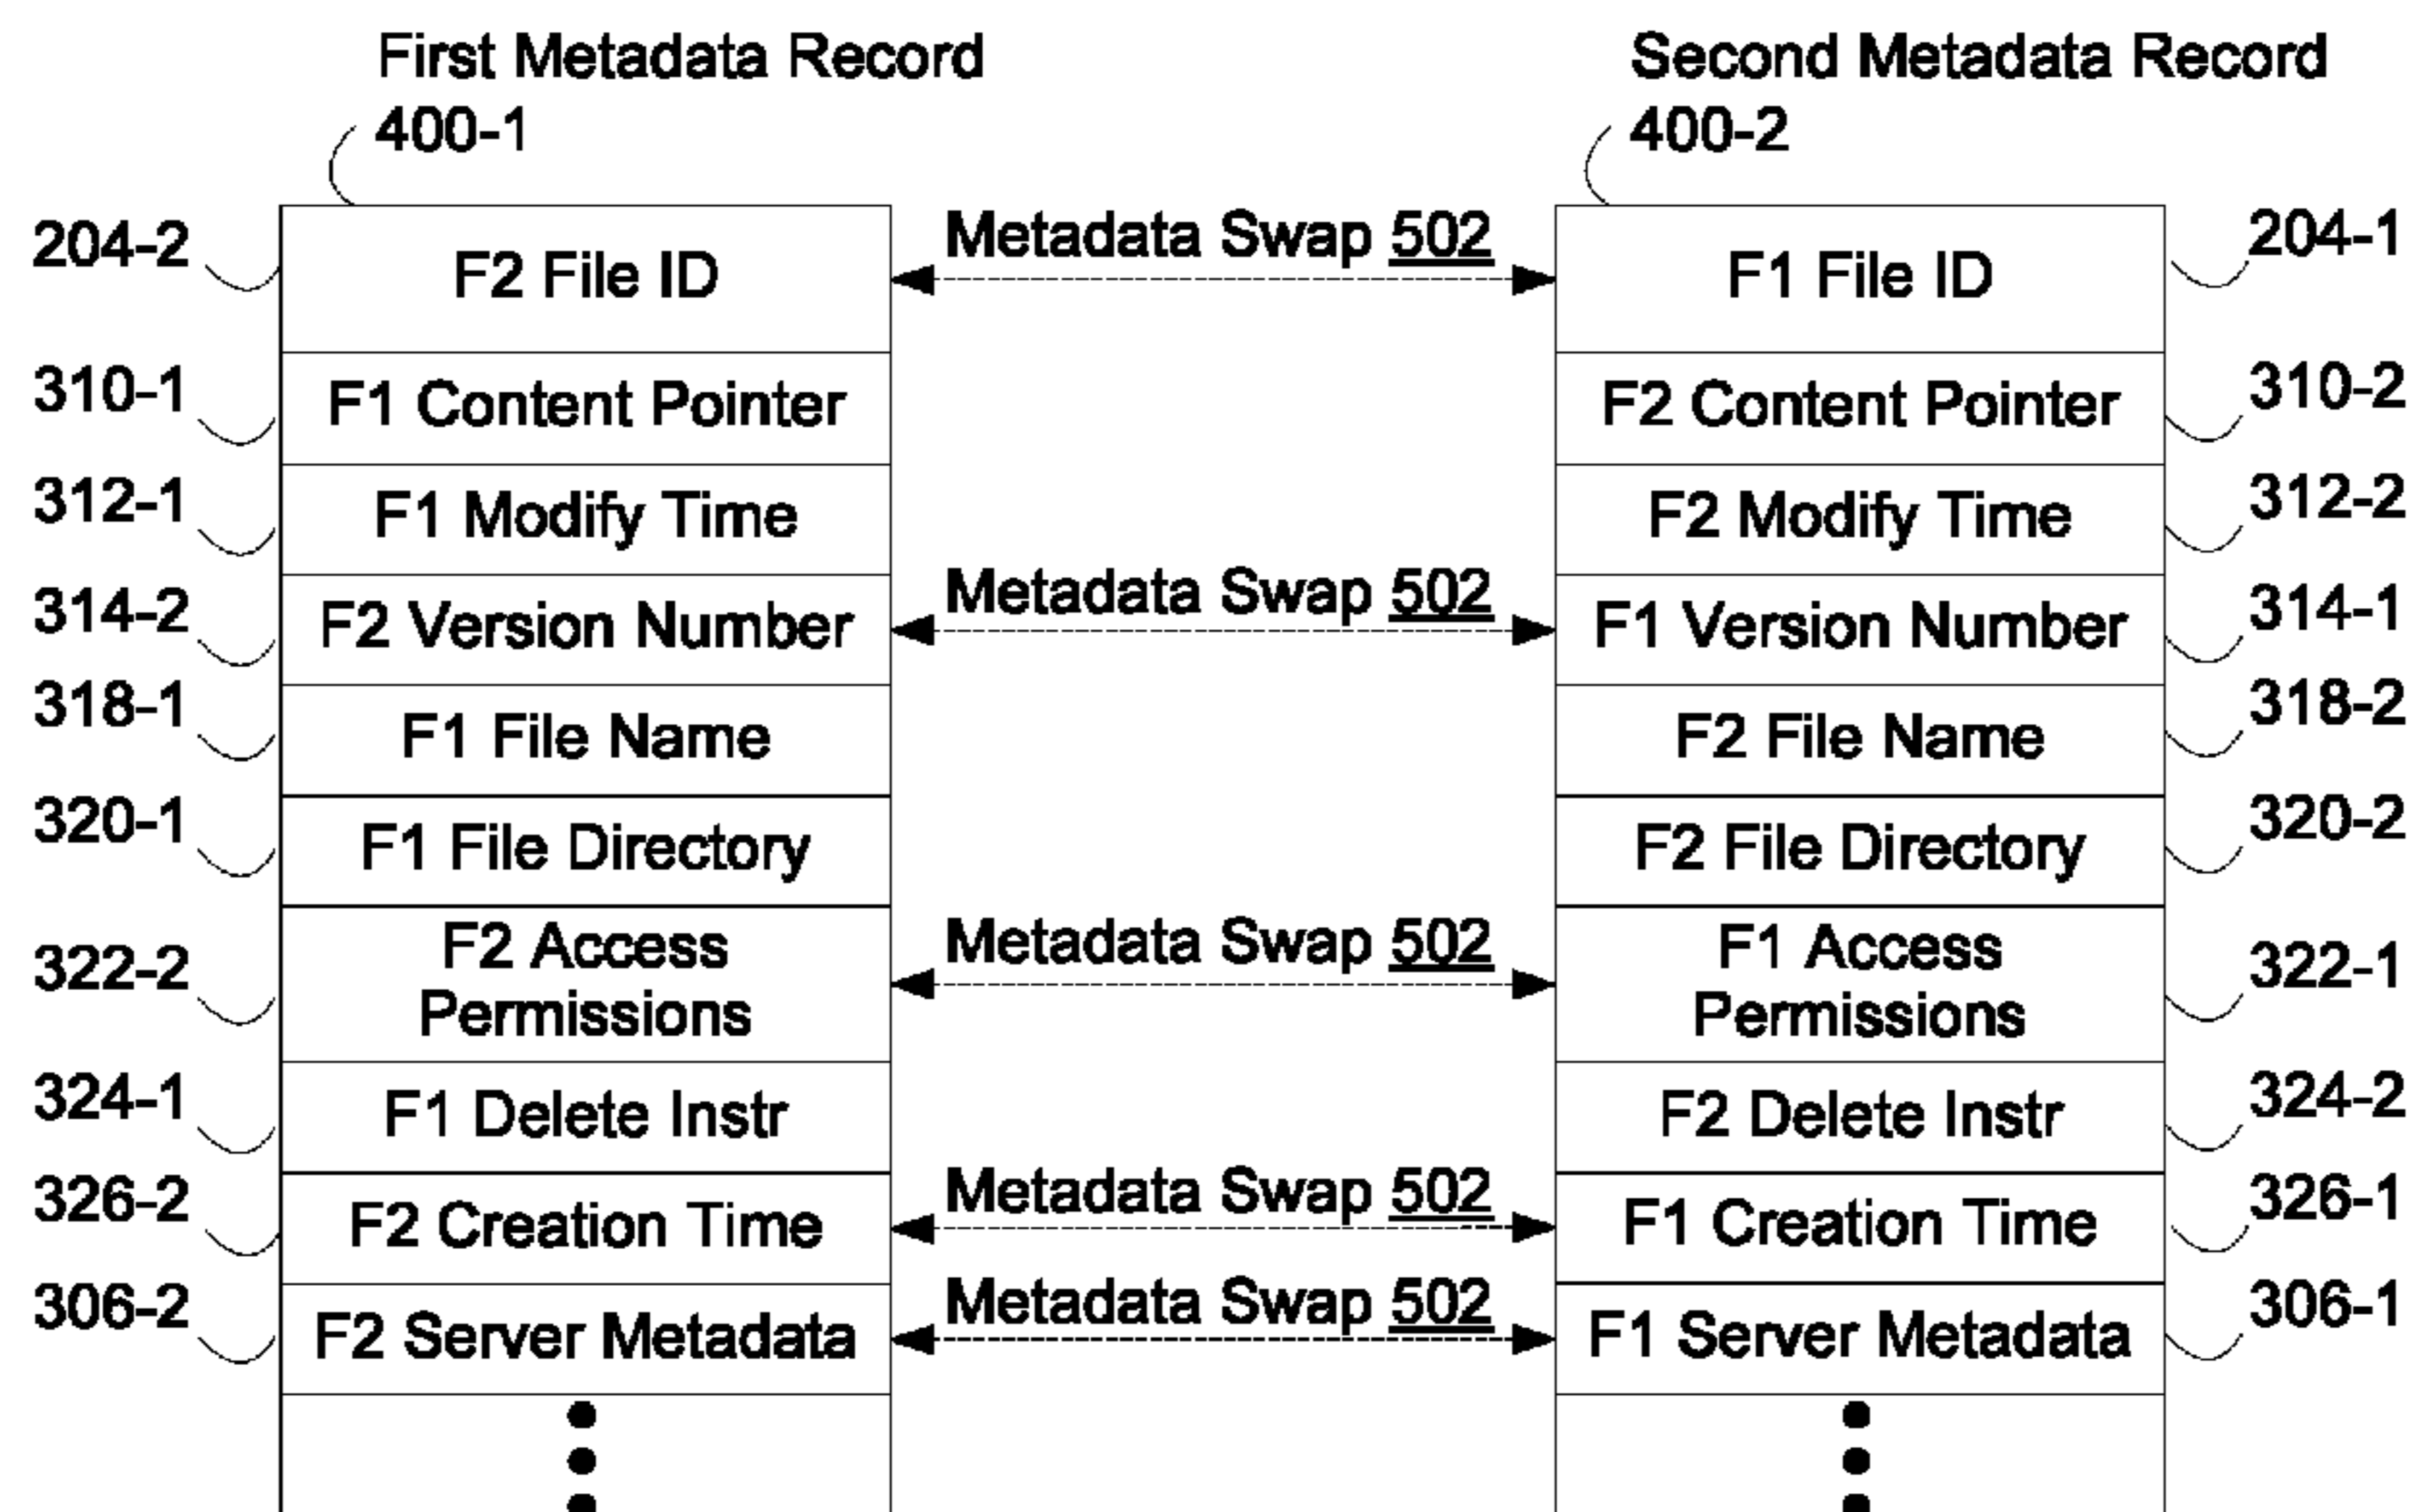 First Metadata Record
400-1
Second Metadata Record
400-2
204-2
F2 File ID
Metadata Swap 502
F1 File ID
204-1
310-1
F1 Content Pointer
F2 Content Pointer
310-2
312-1
F1 Modify Time
F2 Modify Time
312-2
314-2
F2 Version Number
Metadata Swap 502
F1 Version Number
314-1
318-1
F1 File Name
F2 File Name
318-2
320-1
F1 File Directory
F2 File Directory
320-2
322-2
F2 Access
Permissions
Metadata Swap 502
F1 Access
Permissions
322-1
324-1
F1 Delete Instr
F2 Delete Instr
324-2
326-2
F2 Creation Time
Metadata Swap 502
F1 Creation Time
326-1
306-2
F2 Server Metadata
Metadata Swap 502
F1 Server Metadata
306-1